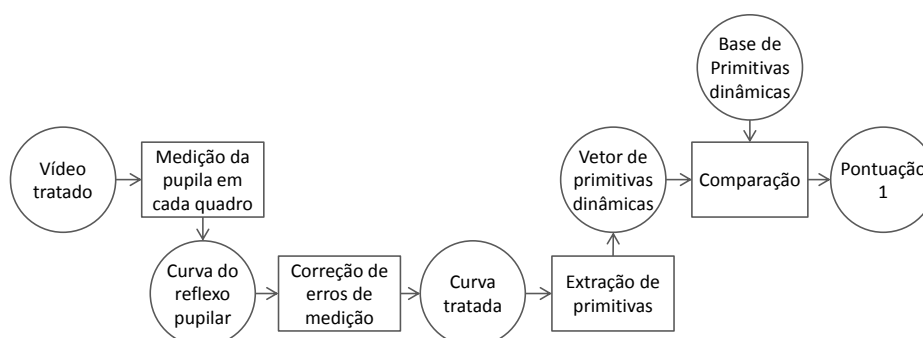 Vídeo
tratado
Medição da
pupila em
cada quadro
Curva do
reflexo
pupilar
Correção de
erros de
medição
Curva
tratada
Extração de
primitivas
Vetor de
primitivas
dinâmicas
Base de
Primitivas
dinâmicas
Comparação
Pontuação
1